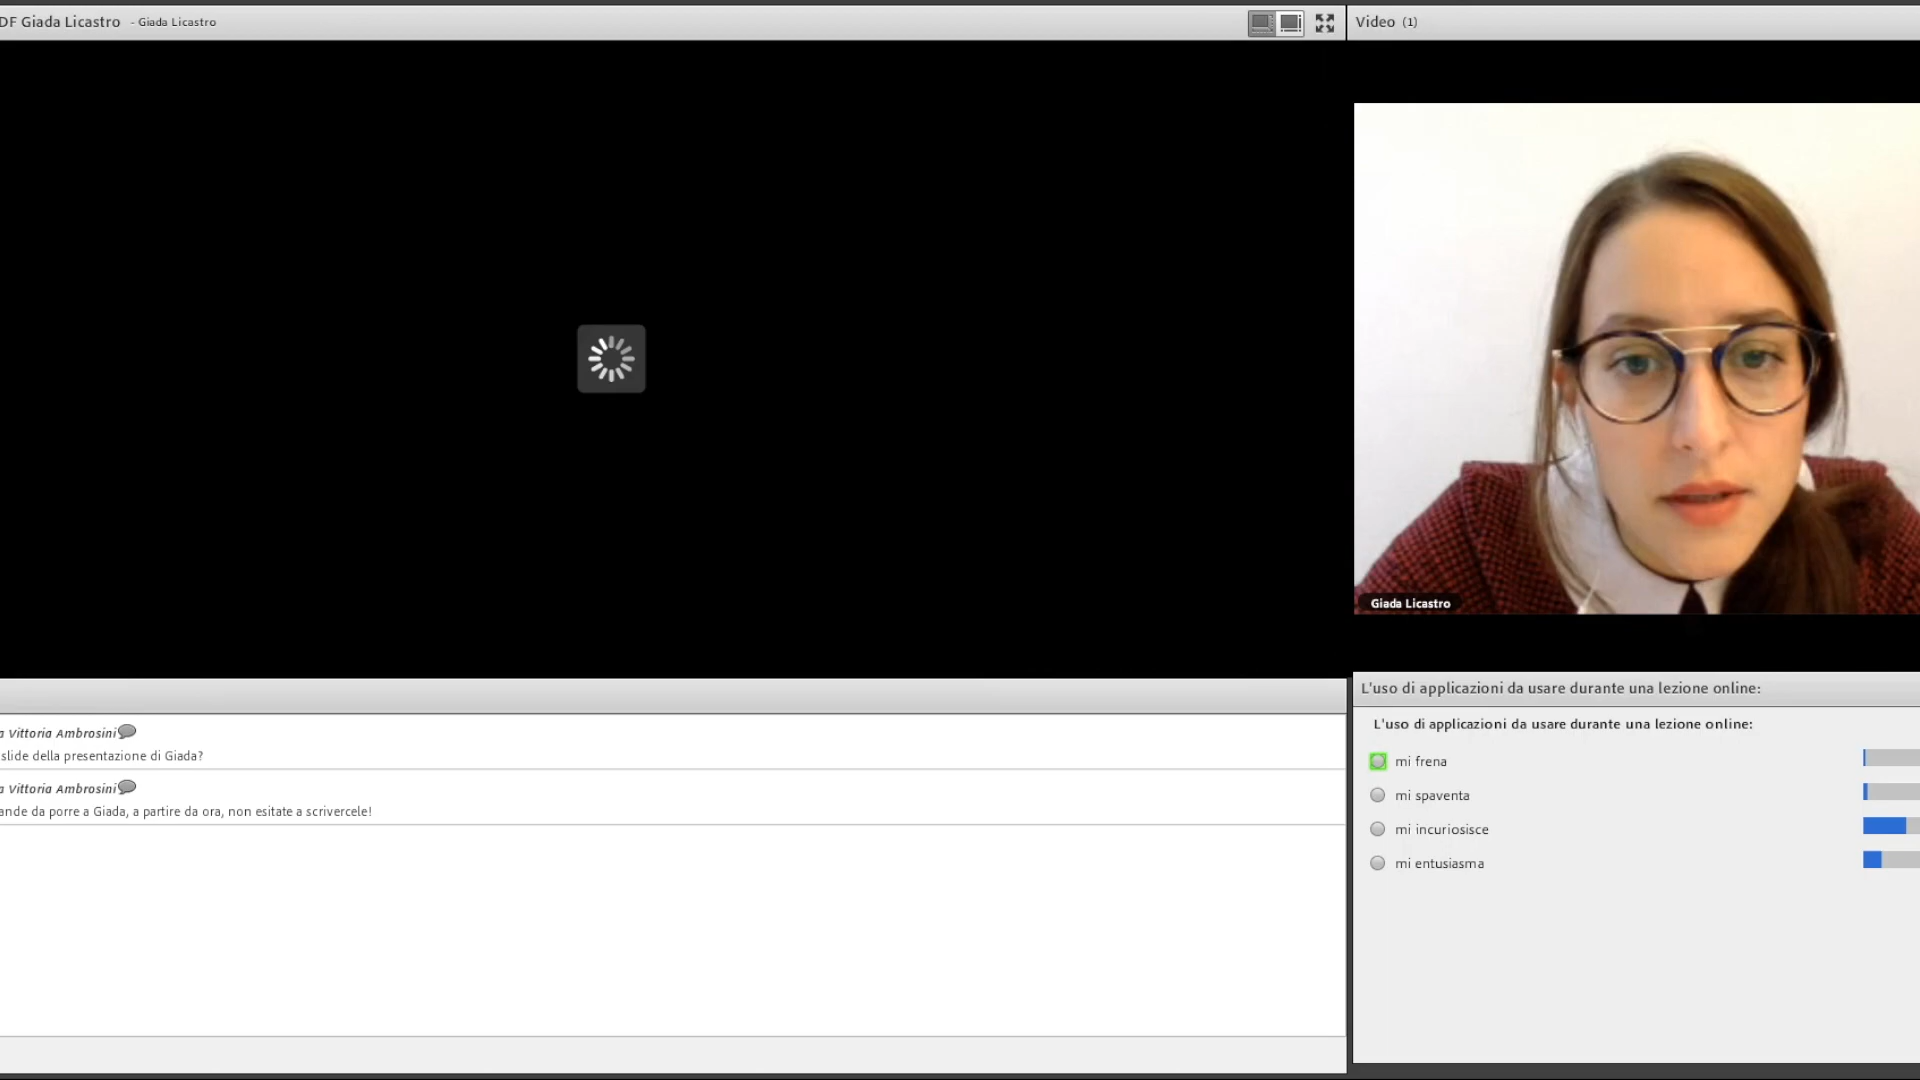 DF Giada Licastro - Giada Licastro
Video (1)
Giada Licastro
Vittoria Ambrosini
slide della presentazione di Giada?
Vittoria Ambrosini
da porre a Giada, a partire da ora, non esitate a scrivercele!
L'uso di applicazioni da usare durante una lezione online:
L'uso di applicazioni da usare durante una lezione online:
mi frena
mi spaventa
mi incuriosisce
mi entusiasma